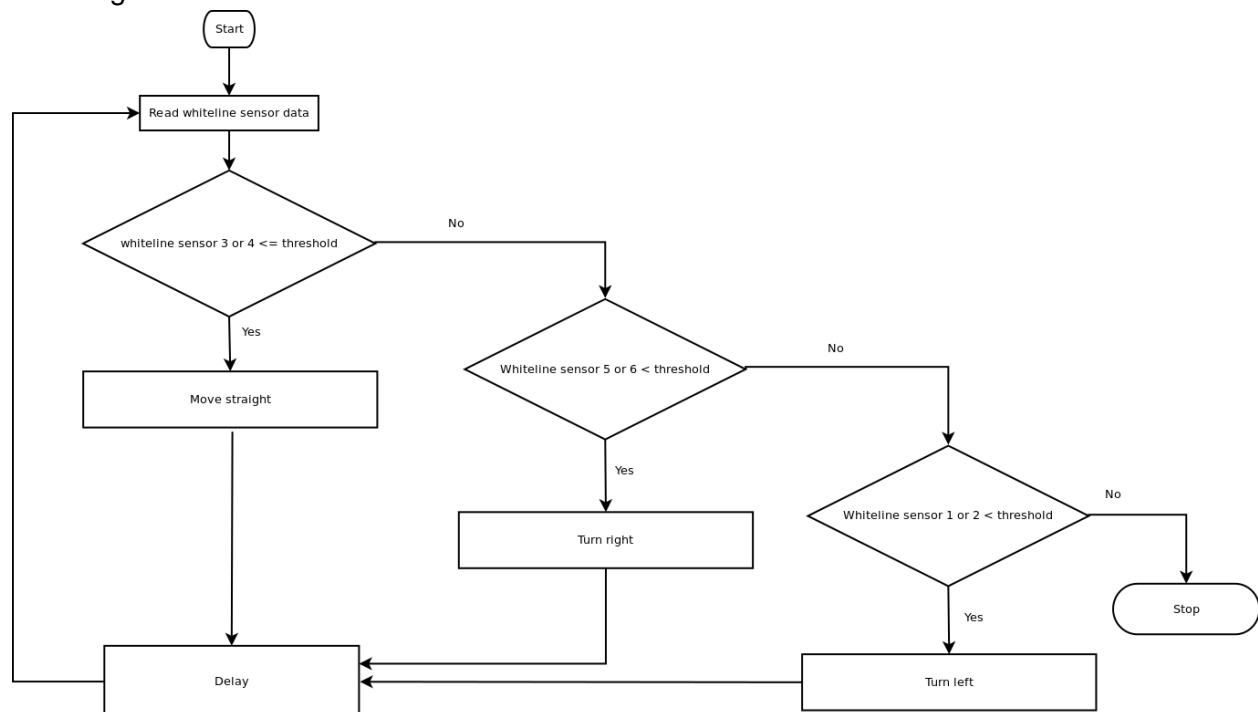 Start
Read whiteline sensor data
whiteline sensor 3 or 4 <= threshold
No
Yes
Move straight
Whiteline sensor 5 or 6 < threshold
No
Yes
Turn right
Whiteline sensor 1 or 2 < threshold
No
Yes
Stop
Delay
Turn left